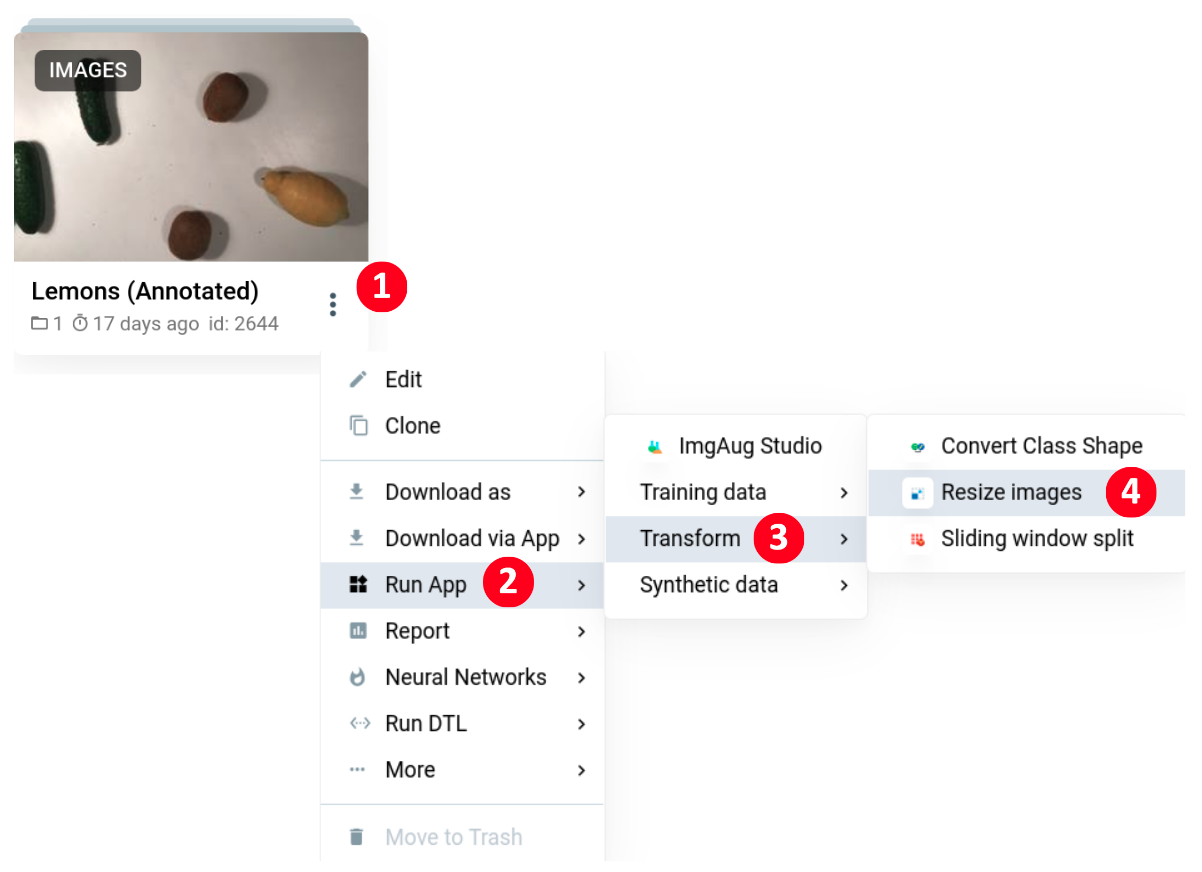 IMAGES
Lemons (Annotated)
1 17 days ago id: 2644
1
Edit
Clone
Download as
Download via App
Run App 2
Report
Neural Networks
Run DTL
More
Move to Trash
ImgAug Studio
Training data
Transform 3
Synthetic data
Convert Class Shape
Resize images 4
Sliding window split